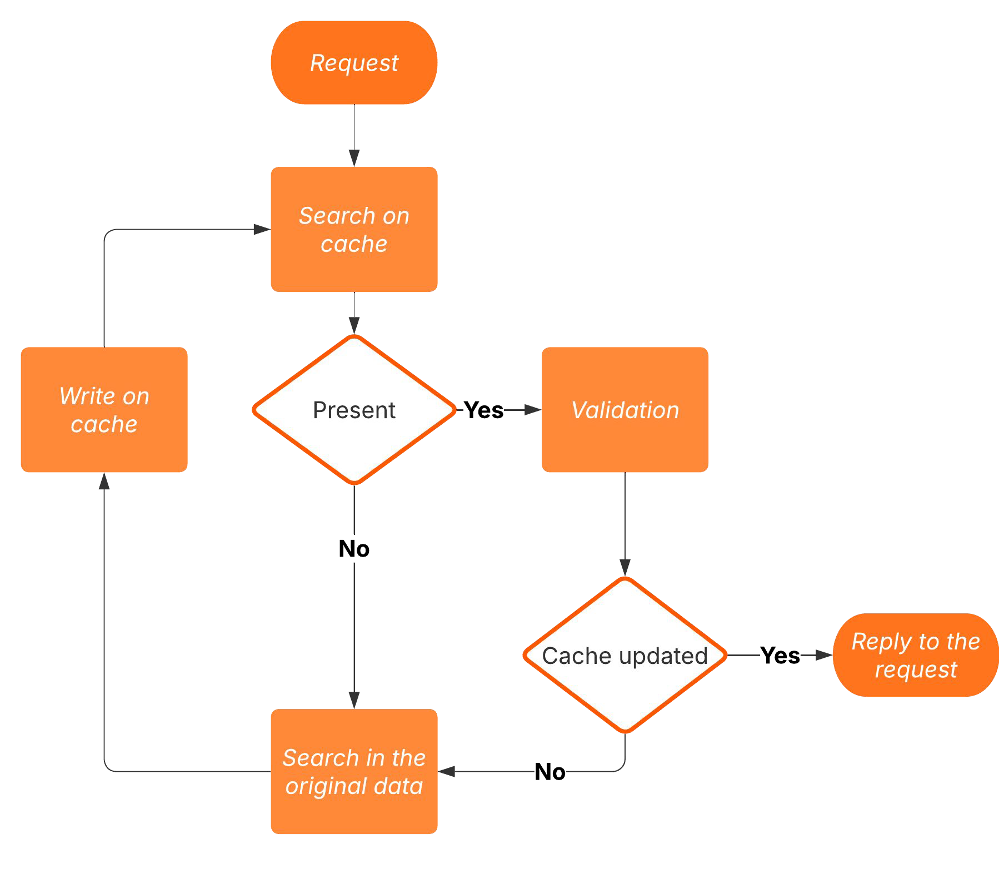 Request
Search on
cache
Write on
cache
Present
Yes
Validation
No
Cache updated
Yes
Reply to the
request
Search in the
original data
No